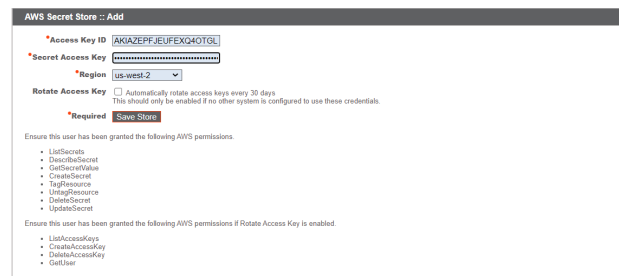 AWS Secret Store :: Add
*Access Key ID AKIAZEPFJEUFEXQ4OTGL
*Secret Access Key ••••••••••••••••••••••••••••••••••••••••
*Region us-west-2
Rotate Access Key Automatically rotate access keys every 30 days
This should only be enabled if no other system is configured to use these credentials.
*Required Save Store
Ensure this user has been granted the following AWS permissions.
• ListSecrets
• DescribeSecret
• GetSecretValue
• CreateSecret
• TagResource
• UntagResource
• DeleteSecret
• UpdateSecret
Ensure this user has been granted the following AWS permissions if Rotate Access Key is enabled.
• ListAccessKeys
• CreateAccessKey
• DeleteAccessKey
• GetUser